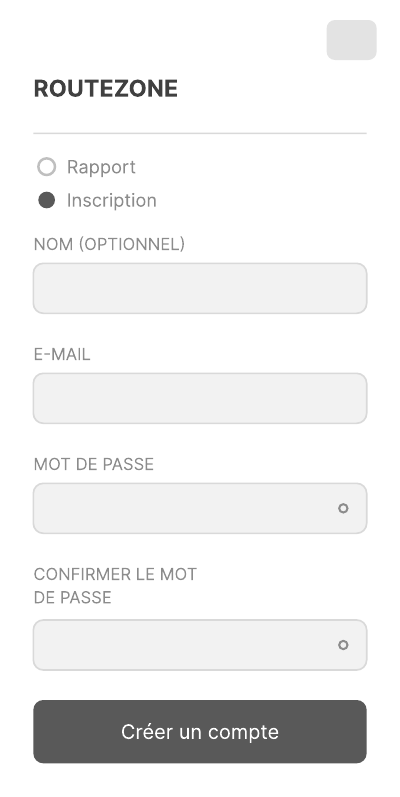 ROUTEZONE
Rapport
Inscription
NOM (OPTIONNEL)
E-MAIL
MOT DE PASSE
CONFIRMER LE MOT
DE PASSE
Créer un compte